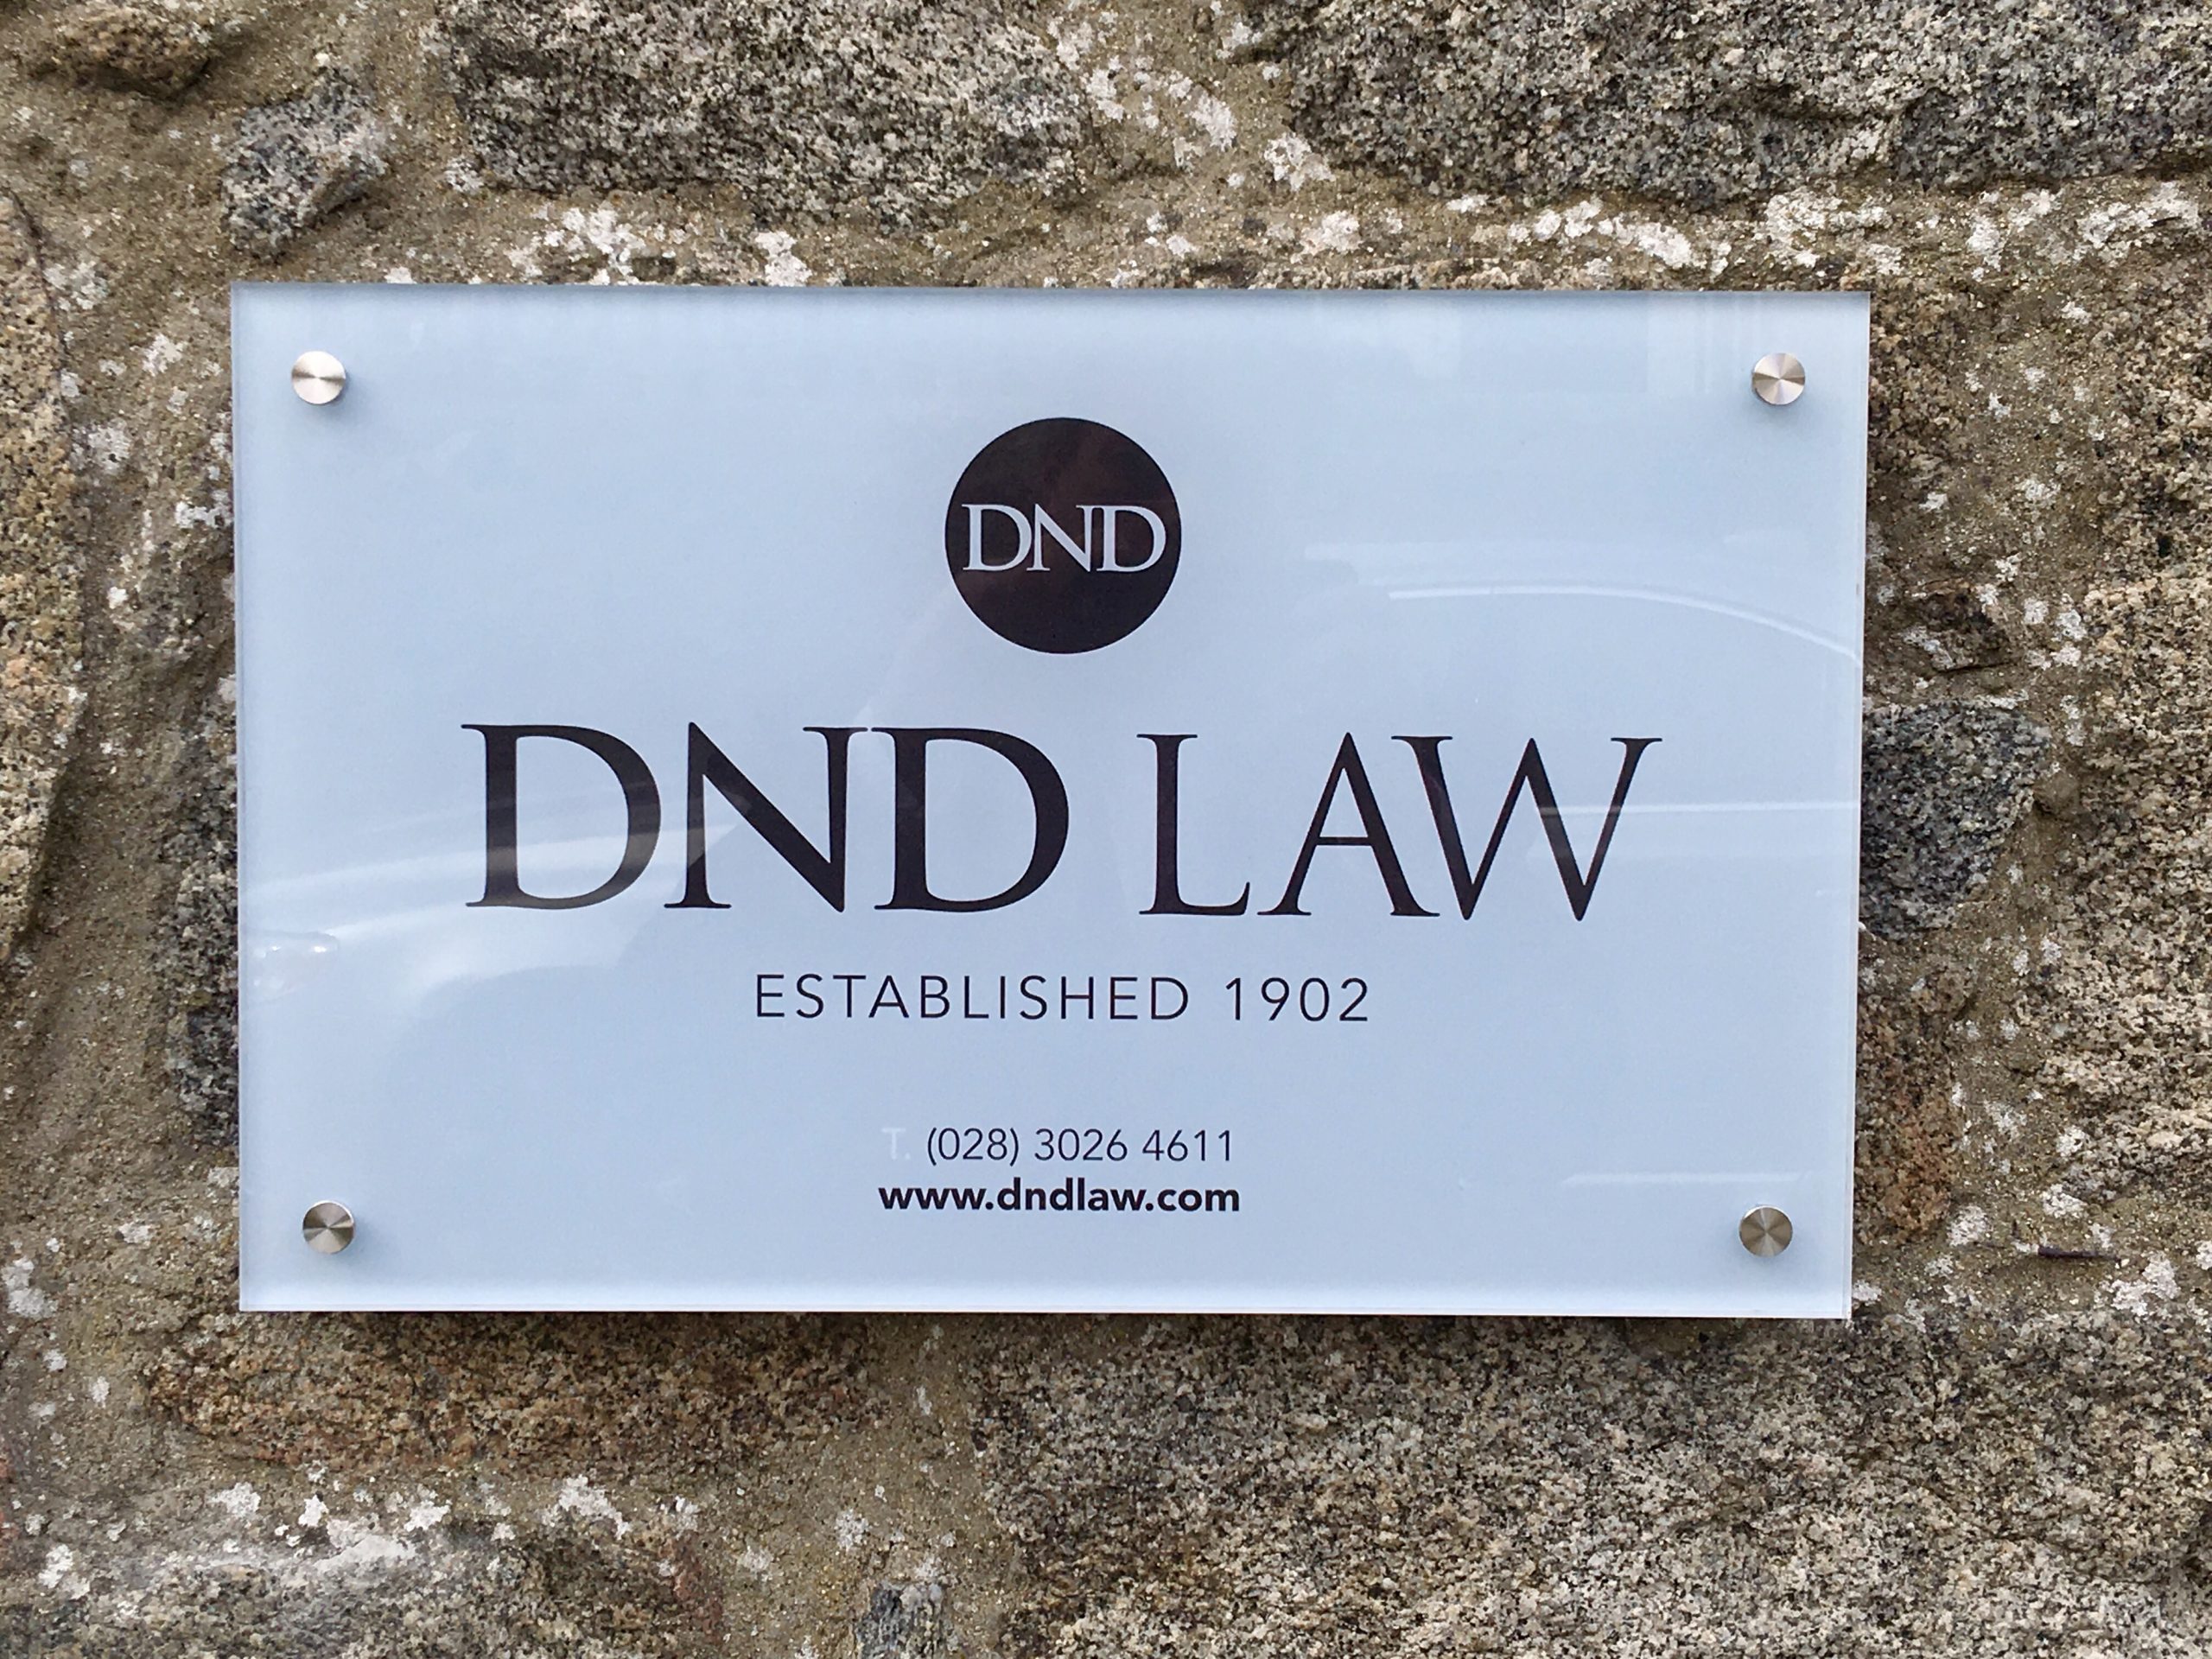 DND
DND LAW
ESTABLISHED 1902
T. (028) 3026 4611
www.dndlaw.com